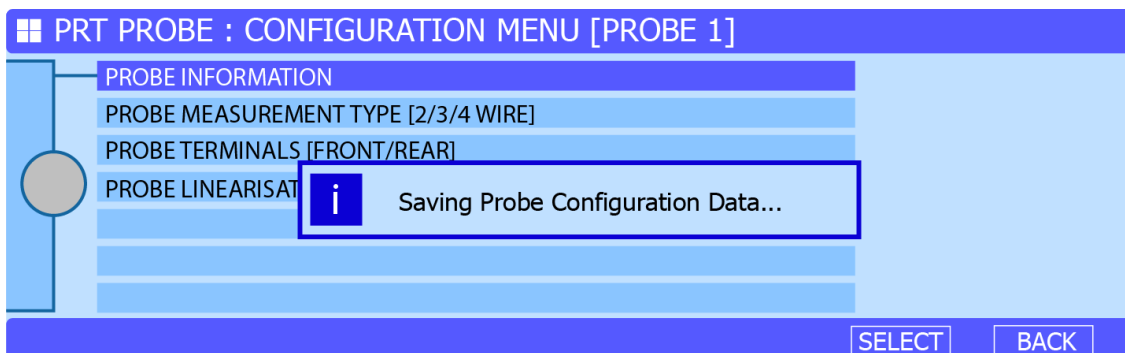 PRT PROBE : CONFIGURATION MENU [PROBE 1]
PROBE INFORMATION
PROBE MEASUREMENT TYPE [2/3/4 WIRE]
PROBE TERMINALS [FRONT/REAR]
PROBE LINEARISAT
i Saving Probe Configuration Data...
SELECT BACK